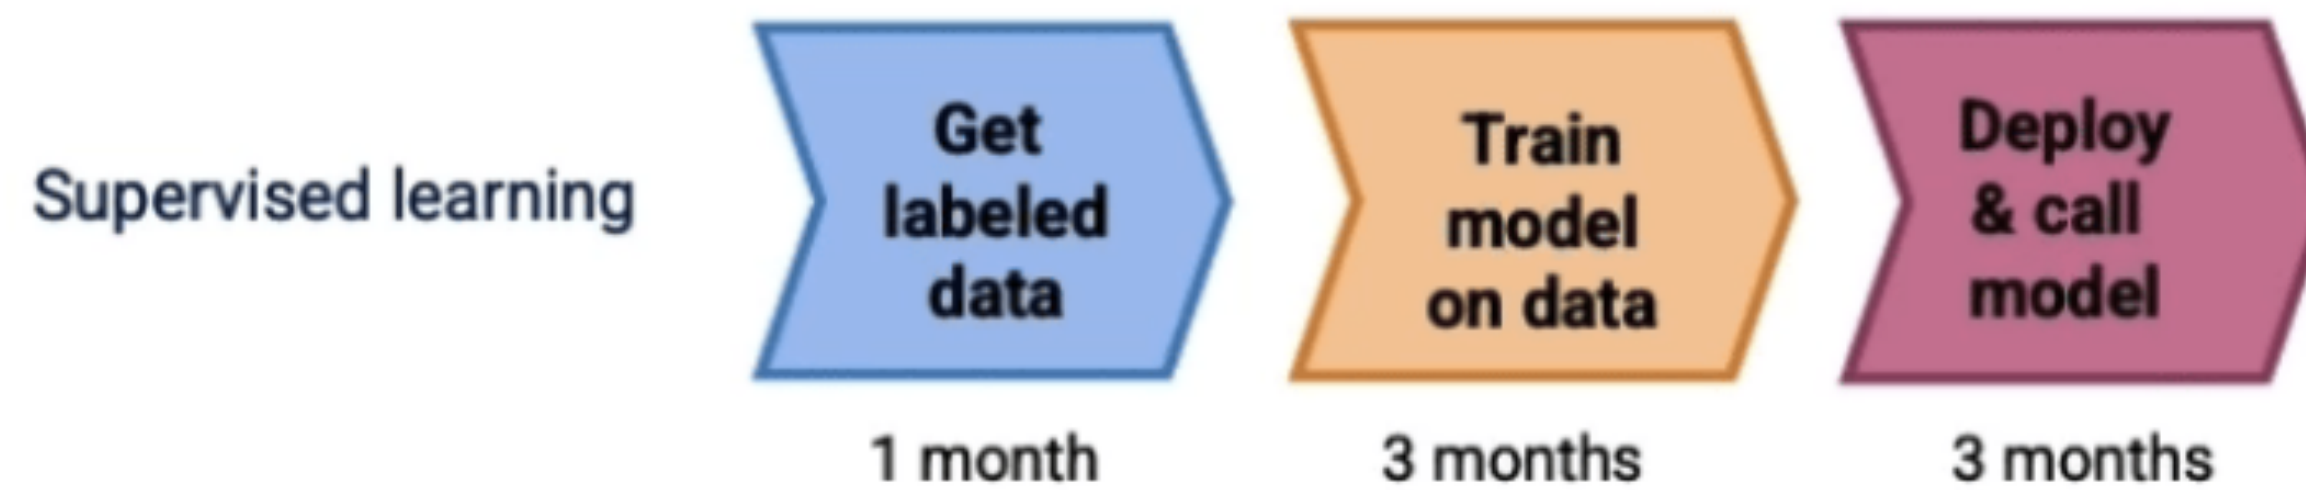 Supervised learning
Get
labeled
data
1 month
Train
model
on data
3 months
Deploy
& call
model
3 months